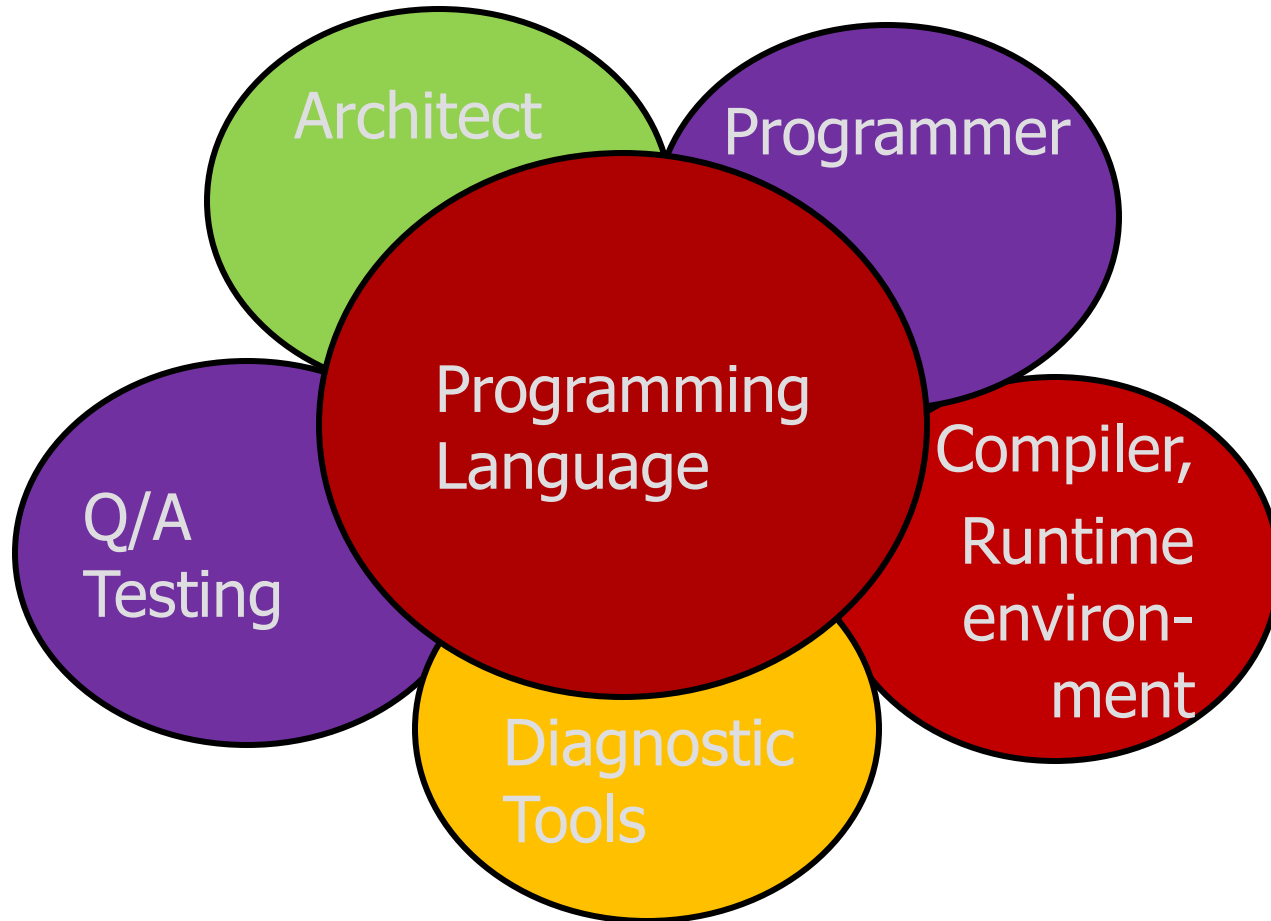 Architect
Programmer
Programming
Language
Compiler,
Runtime
environ-
ment
Q/A
Testing
Diagnostic
Tools